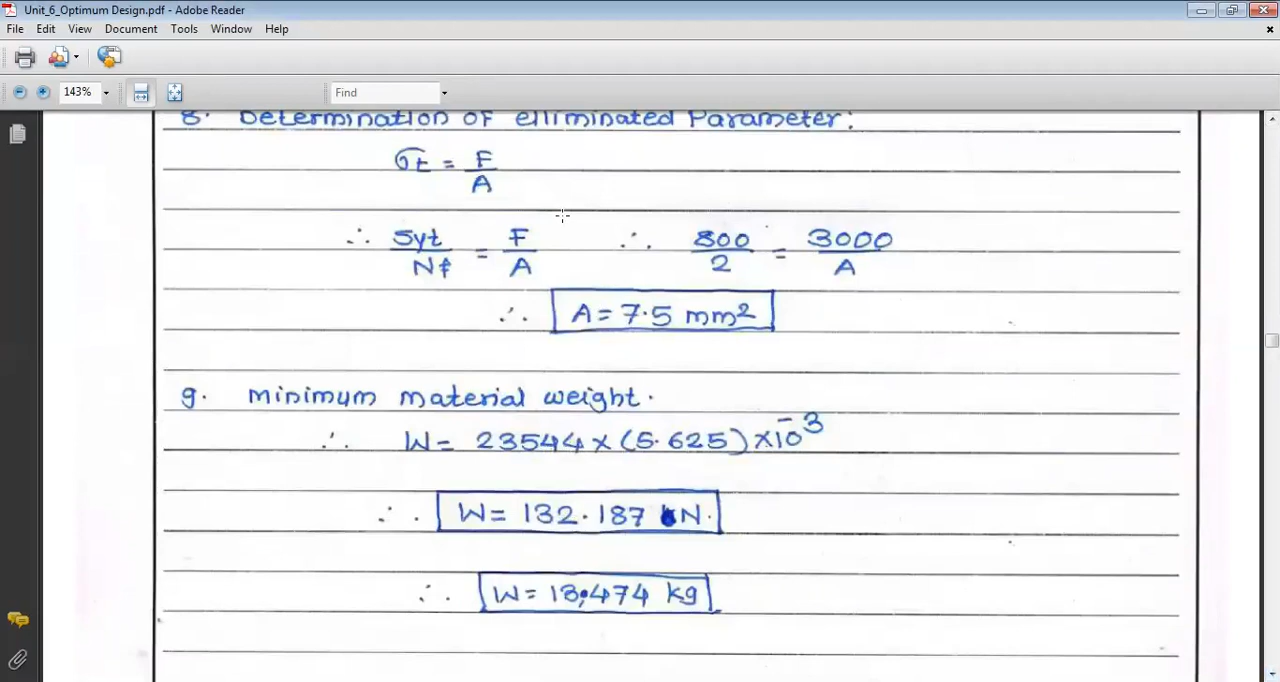 Unit_6_Optimum Design.pdf - Adobe Reader
File Edit View Document Tools Window Help
143% Find
8. Determination of elliminated Parameter:
σt = F/A
∴ Syt/Nf = F/A ∴ 800/2 = 3000/A
∴ A = 7.5 mm²
9. minimum material weight.
∴ W = 23544 × (5.625) × 10⁻³
∴ W = 132.187 N.
∴ W = 13.474 kg